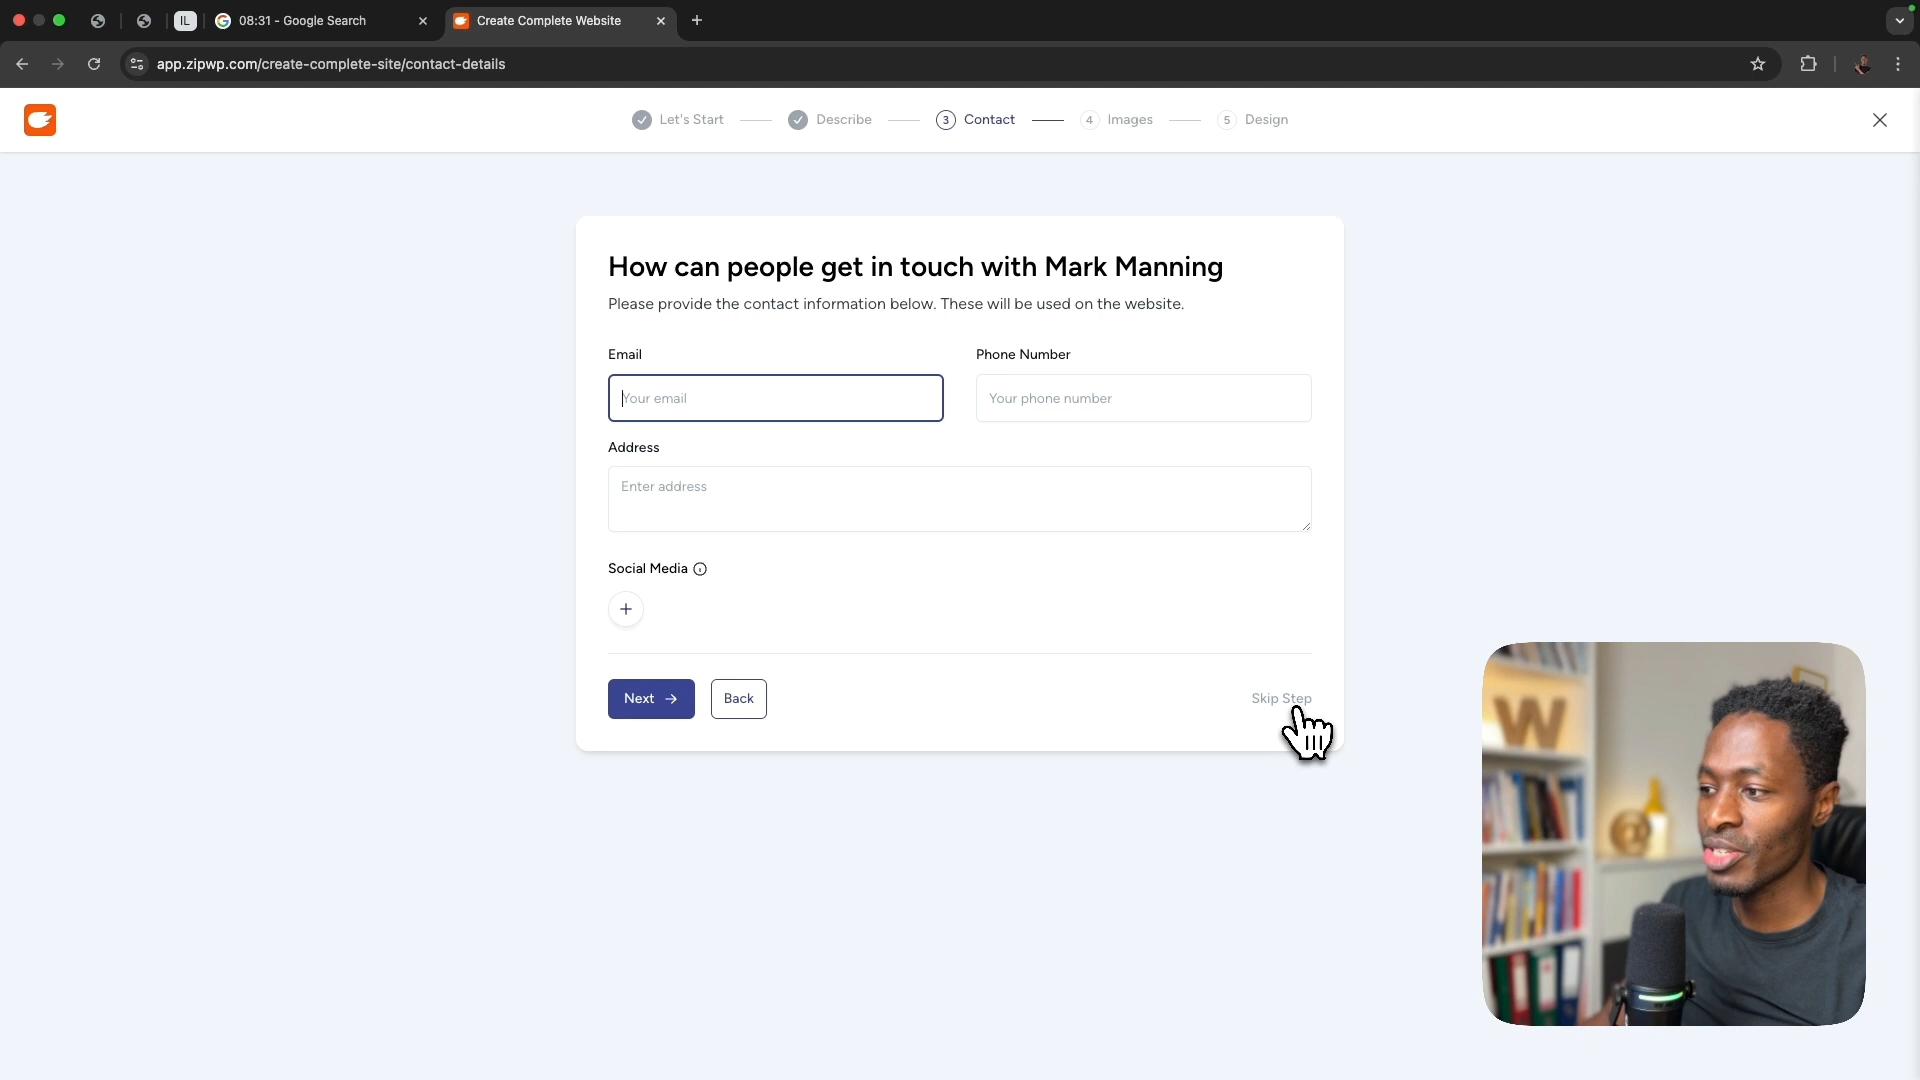 IL
08:31 - Google Search
Create Complete Website
app.zipwp.com/create-complete-site/contact-details
Let's Start
Describe
3 Contact
4 Images
5 Design
How can people get in touch with Mark Manning
Please provide the contact information below. These will be used on the website.
Email
Phone Number
Your email
Your phone number
Address
Enter address
Social Media
Next
Back
Skip Step
W